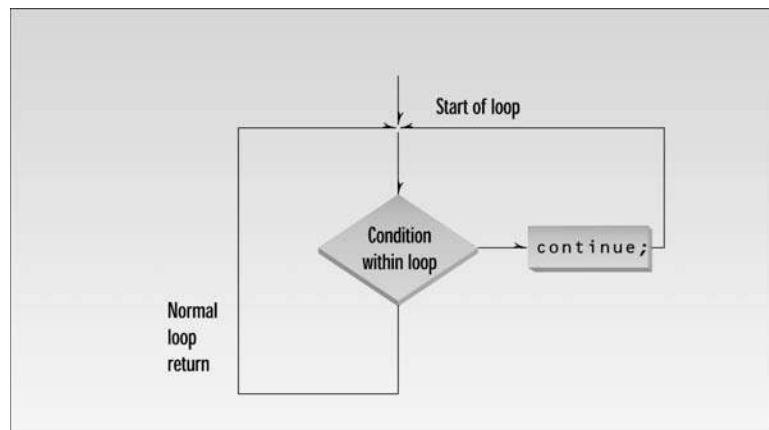 Start of loop
Condition
within loop
continue;
Normal
loop
return